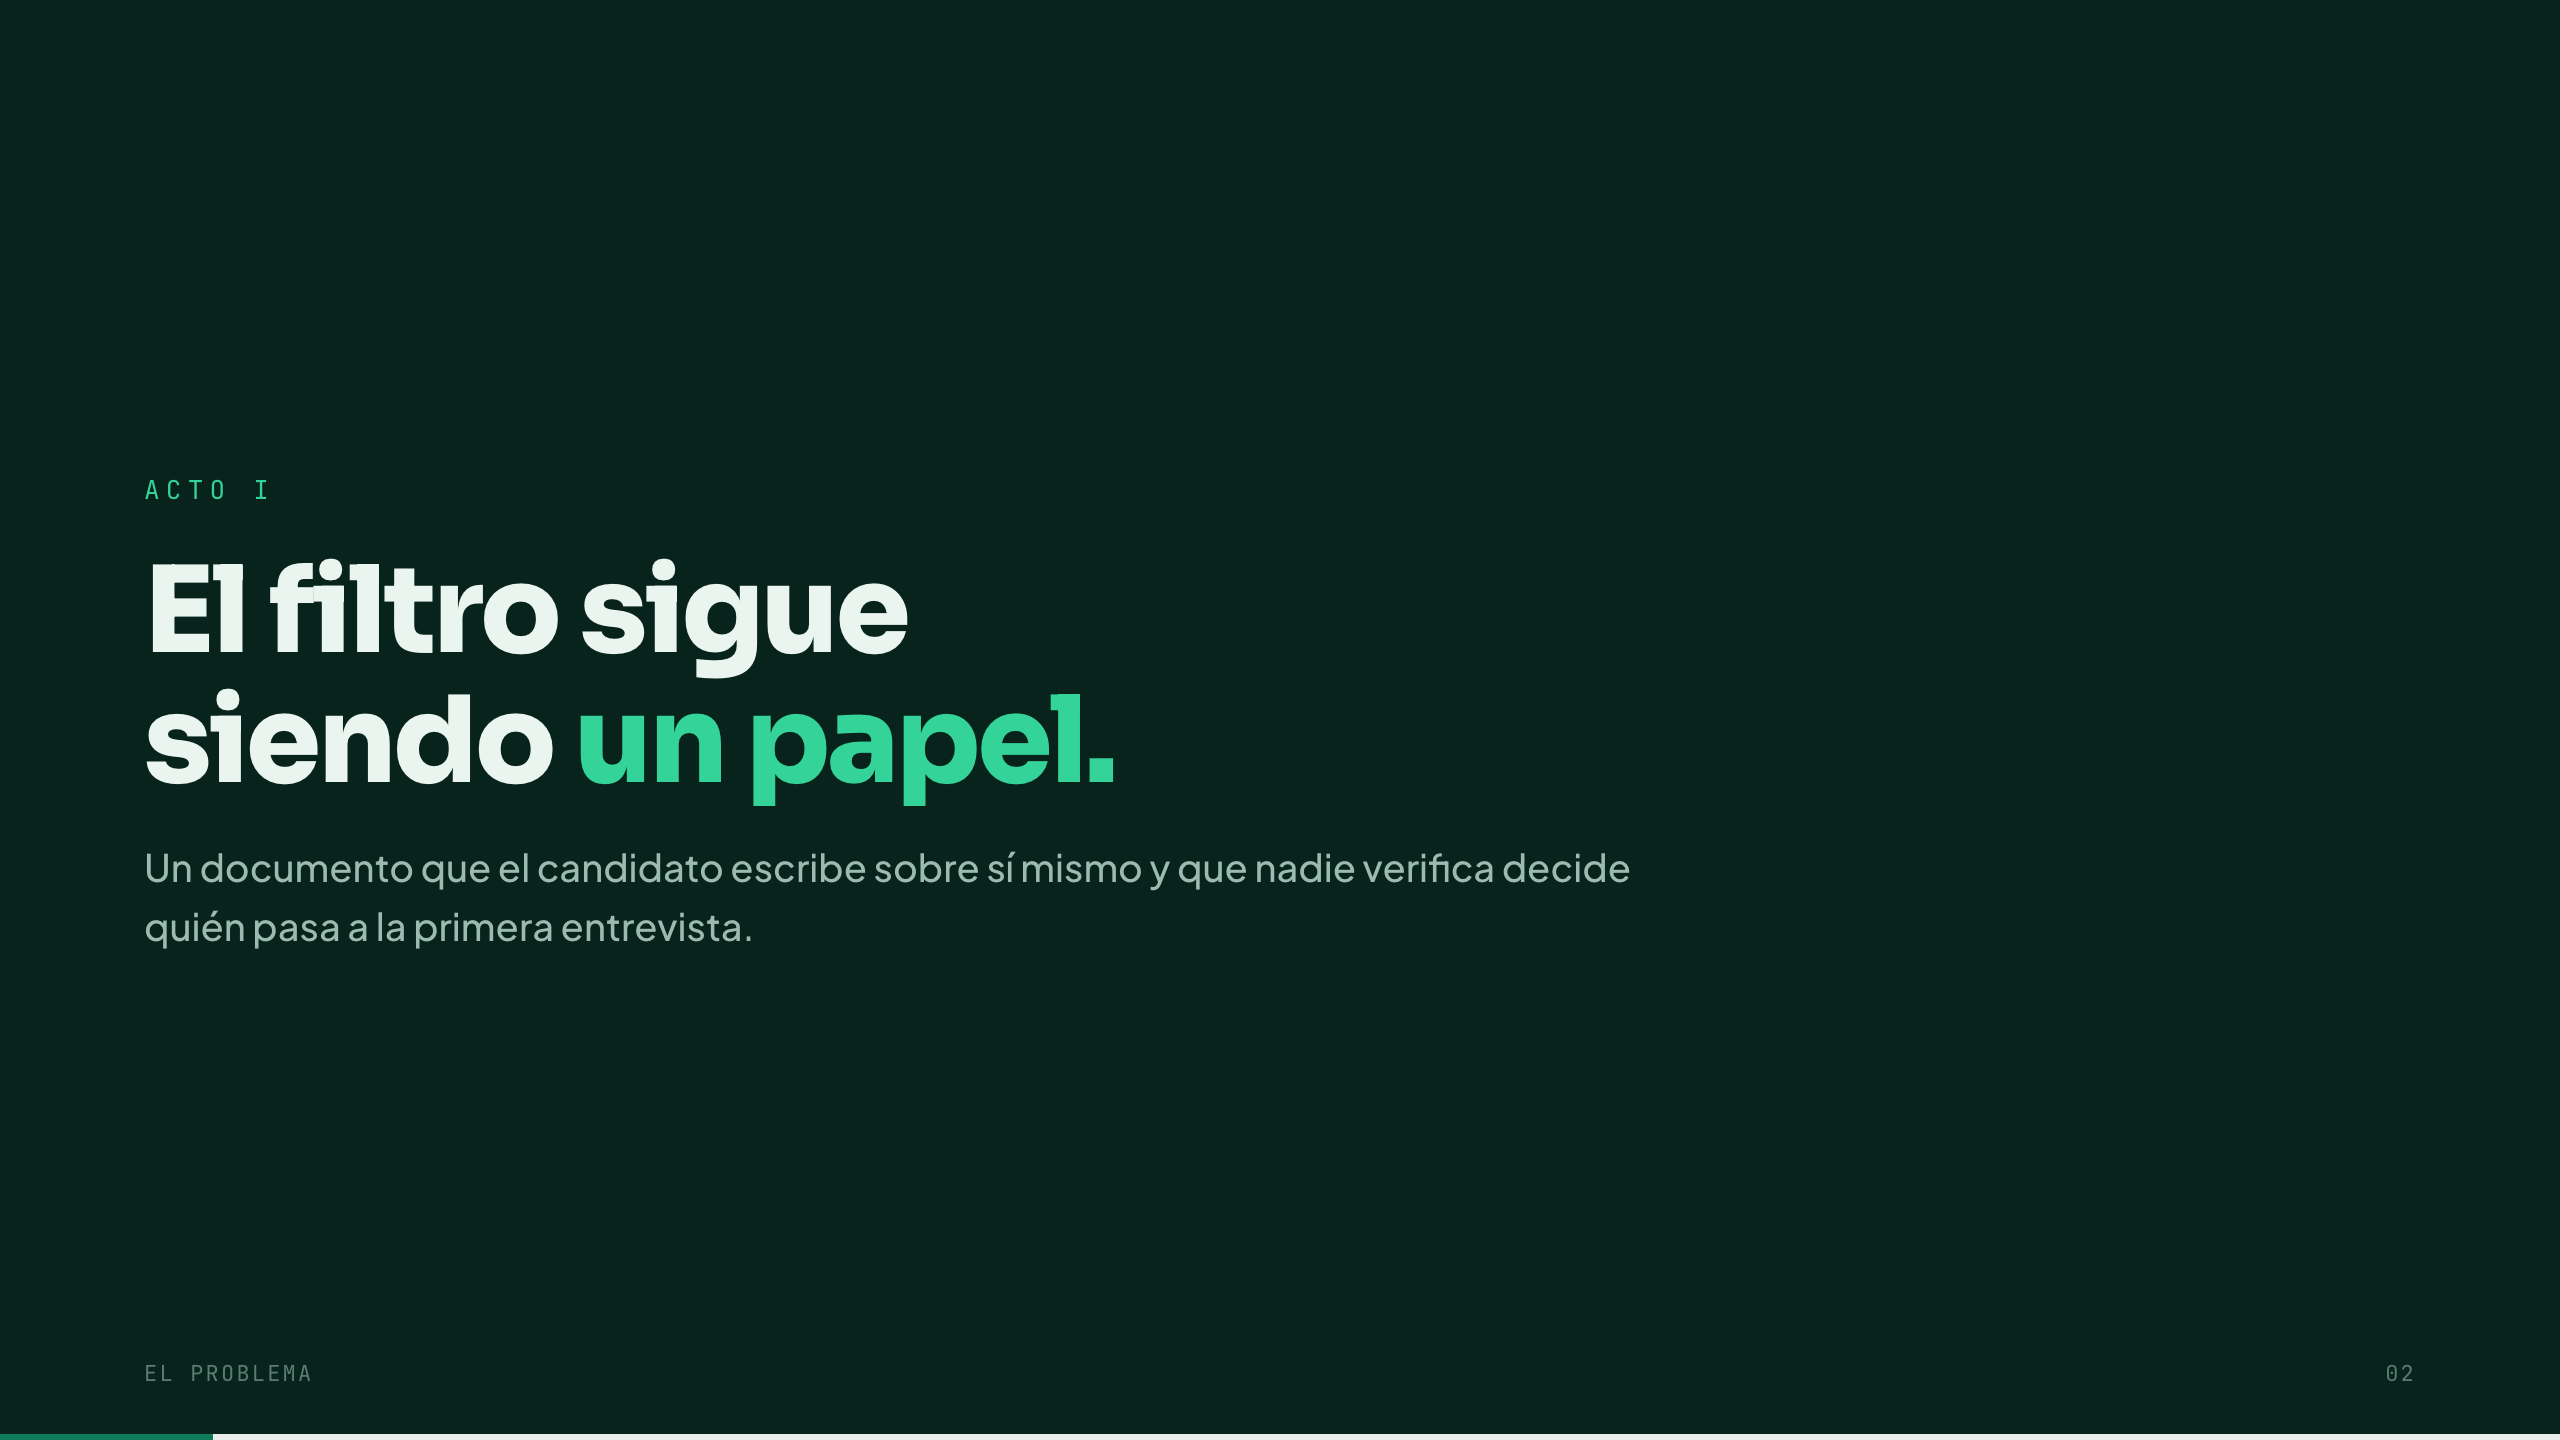 ACTO I
El filtro sigue
siendo un papel.
Un documento que el candidato escribe sobre sí mismo y que nadie verifica decide
quién pasa a la primera entrevista.
EL PROBLEMA
02